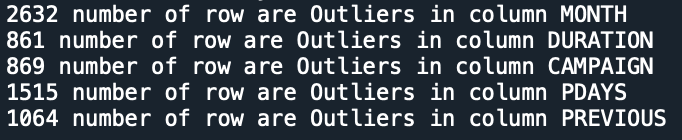 2632 number of row are Outliers in column MONTH
861 number of row are Outliers in column DURATION
869 number of row are Outliers in column CAMPAIGN
1515 number of row are Outliers in column PDAYS
1064 number of row are Outliers in column PREVIOUS